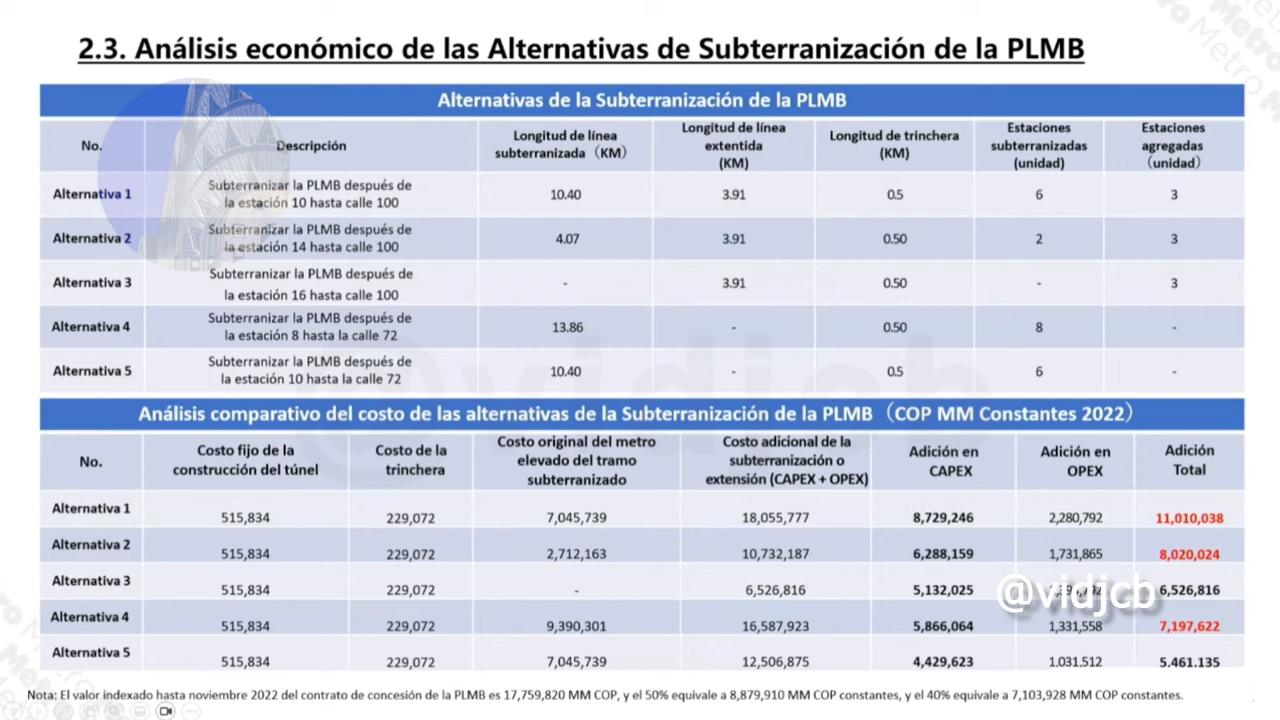 2.3. Análisis económico de las Alternativas de Subterranización de la PLMB
Alternativas de la Subterranización de la PLMB
No. Descripción Longitud de línea subterranizada (KM) Longitud de línea extentida (KM) Longitud de trinchera (KM) Estaciones subterranizadas (unidad) Estaciones agregadas (unidad)
Alternativa 1 Subterranizar la PLMB después de la estación 10 hasta calle 100 10.40 3.91 0.5 6 3
Alternativa 2 Subterranizar la PLMB después de la estación 14 hasta calle 100 4.07 3.91 0.50 2 3
Alternativa 3 Subterranizar la PLMB después de la estación 16 hasta calle 100 - 3.91 0.50 - 3
Alternativa 4 Subterranizar la PLMB después de la estación 8 hasta la calle 72 13.86 - 0.50 8 -
Alternativa 5 Subterranizar la PLMB después de la estación 10 hasta la calle 72 10.40 - 0.5 6 -
Análisis comparativo del costo de las alternativas de la Subterranización de la PLMB (COP MM Constantes 2022)
No. Costo fijo de la construcción del túnel Costo de la trinchera Costo original del metro elevado del tramo subterranizado Costo adicional de la subterranización o extensión (CAPEX + OPEX) Adición en CAPEX Adición en OPEX Adición Total
Alternativa 1 515,834 229,072 7,045,739 18,055,777 8,729,246 2,280,792 11,010,038
Alternativa 2 515,834 229,072 2,712,163 10,732,187 6,288,159 1,731,865 8,020,024
Alternativa 3 515,834 229,072 - 6,526,816 5,132,025 6,526,816
Alternativa 4 515,834 229,072 9,390,301 16,587,923 5,866,064 1,331,558 7,197,622
Alternativa 5 515,834 229,072 7,045,739 12,506,875 4,429,623 1.031,512 5.461.135
@vidjcb
@vidjcb
Nota: El valor indexado hasta noviembre 2022 del contrato de concesión de la PLMB es 17,759,820 MM COP, y el 50% equivale a 8,879,910 MM COP constantes, y el 40% equivale a 7,103,928 MM COP constantes.
Metro
Metro
Metro